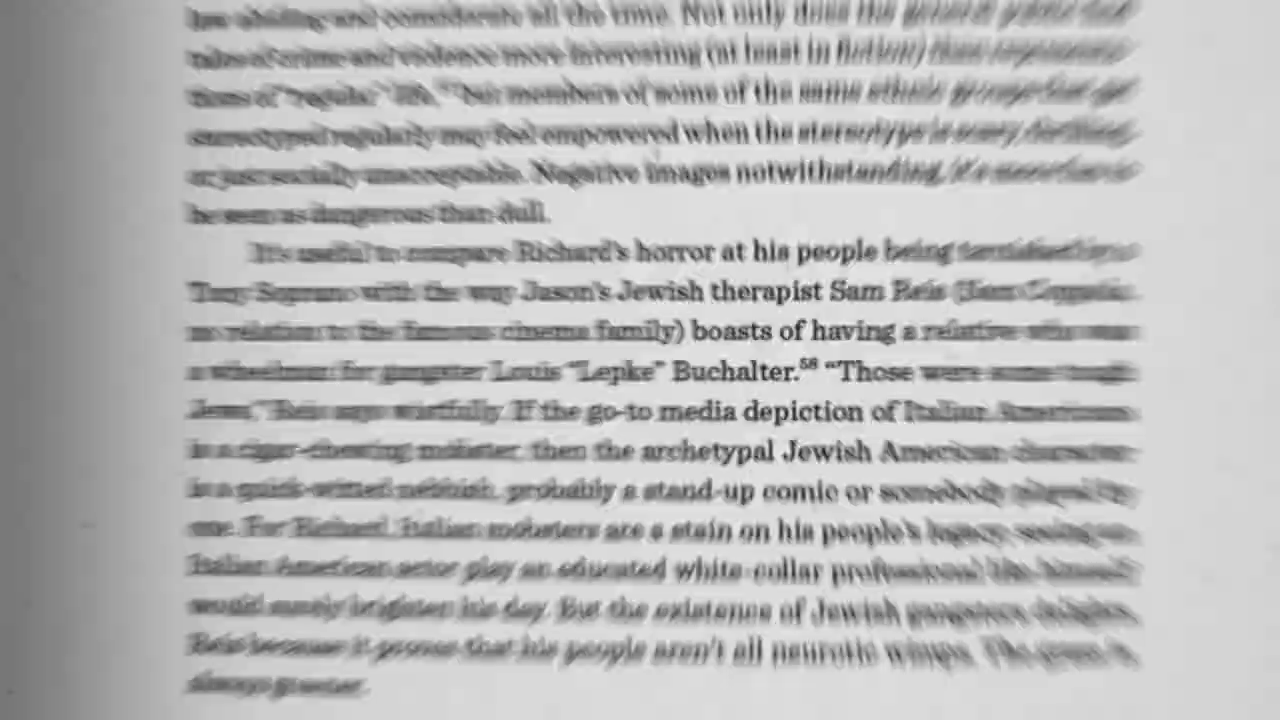 and considerate all the time. Not only does the general
tales of crime and violence more interesting (at least in fiction) than
tions of "regular" life," but members of some of the same ethnic groups that get
stereotyped regularly may feel empowered when the stereotype is scary,
or just socially unacceptable. Negative images notwithstanding, it's
be seen as dangerous than dull.
It's useful to compare Richard's horror at his people being
Tony Soprano with the way Jason's Jewish therapist Sam Reis
no relation to the famous cinema family) boasts of having a relative who was
a wheelman for gangster Louis "Lepke" Buchalter.⁵⁸ "Those were some tough
Jews," Reis says wistfully. If the go-to media depiction of Italian Americans
is a cigar-chewing mobster, then the archetypal Jewish American character
is a quick-witted nebbish, probably a stand-up comic or somebody
one. For Richard, Italian mobsters are a stain on his people's legacy;
Italian American actor play an educated white-collar professional like himself
would surely brighten his day. But the existence of Jewish gangsters delights
Reis because it proves that his people aren't all neurotic wimps. The
always greener.